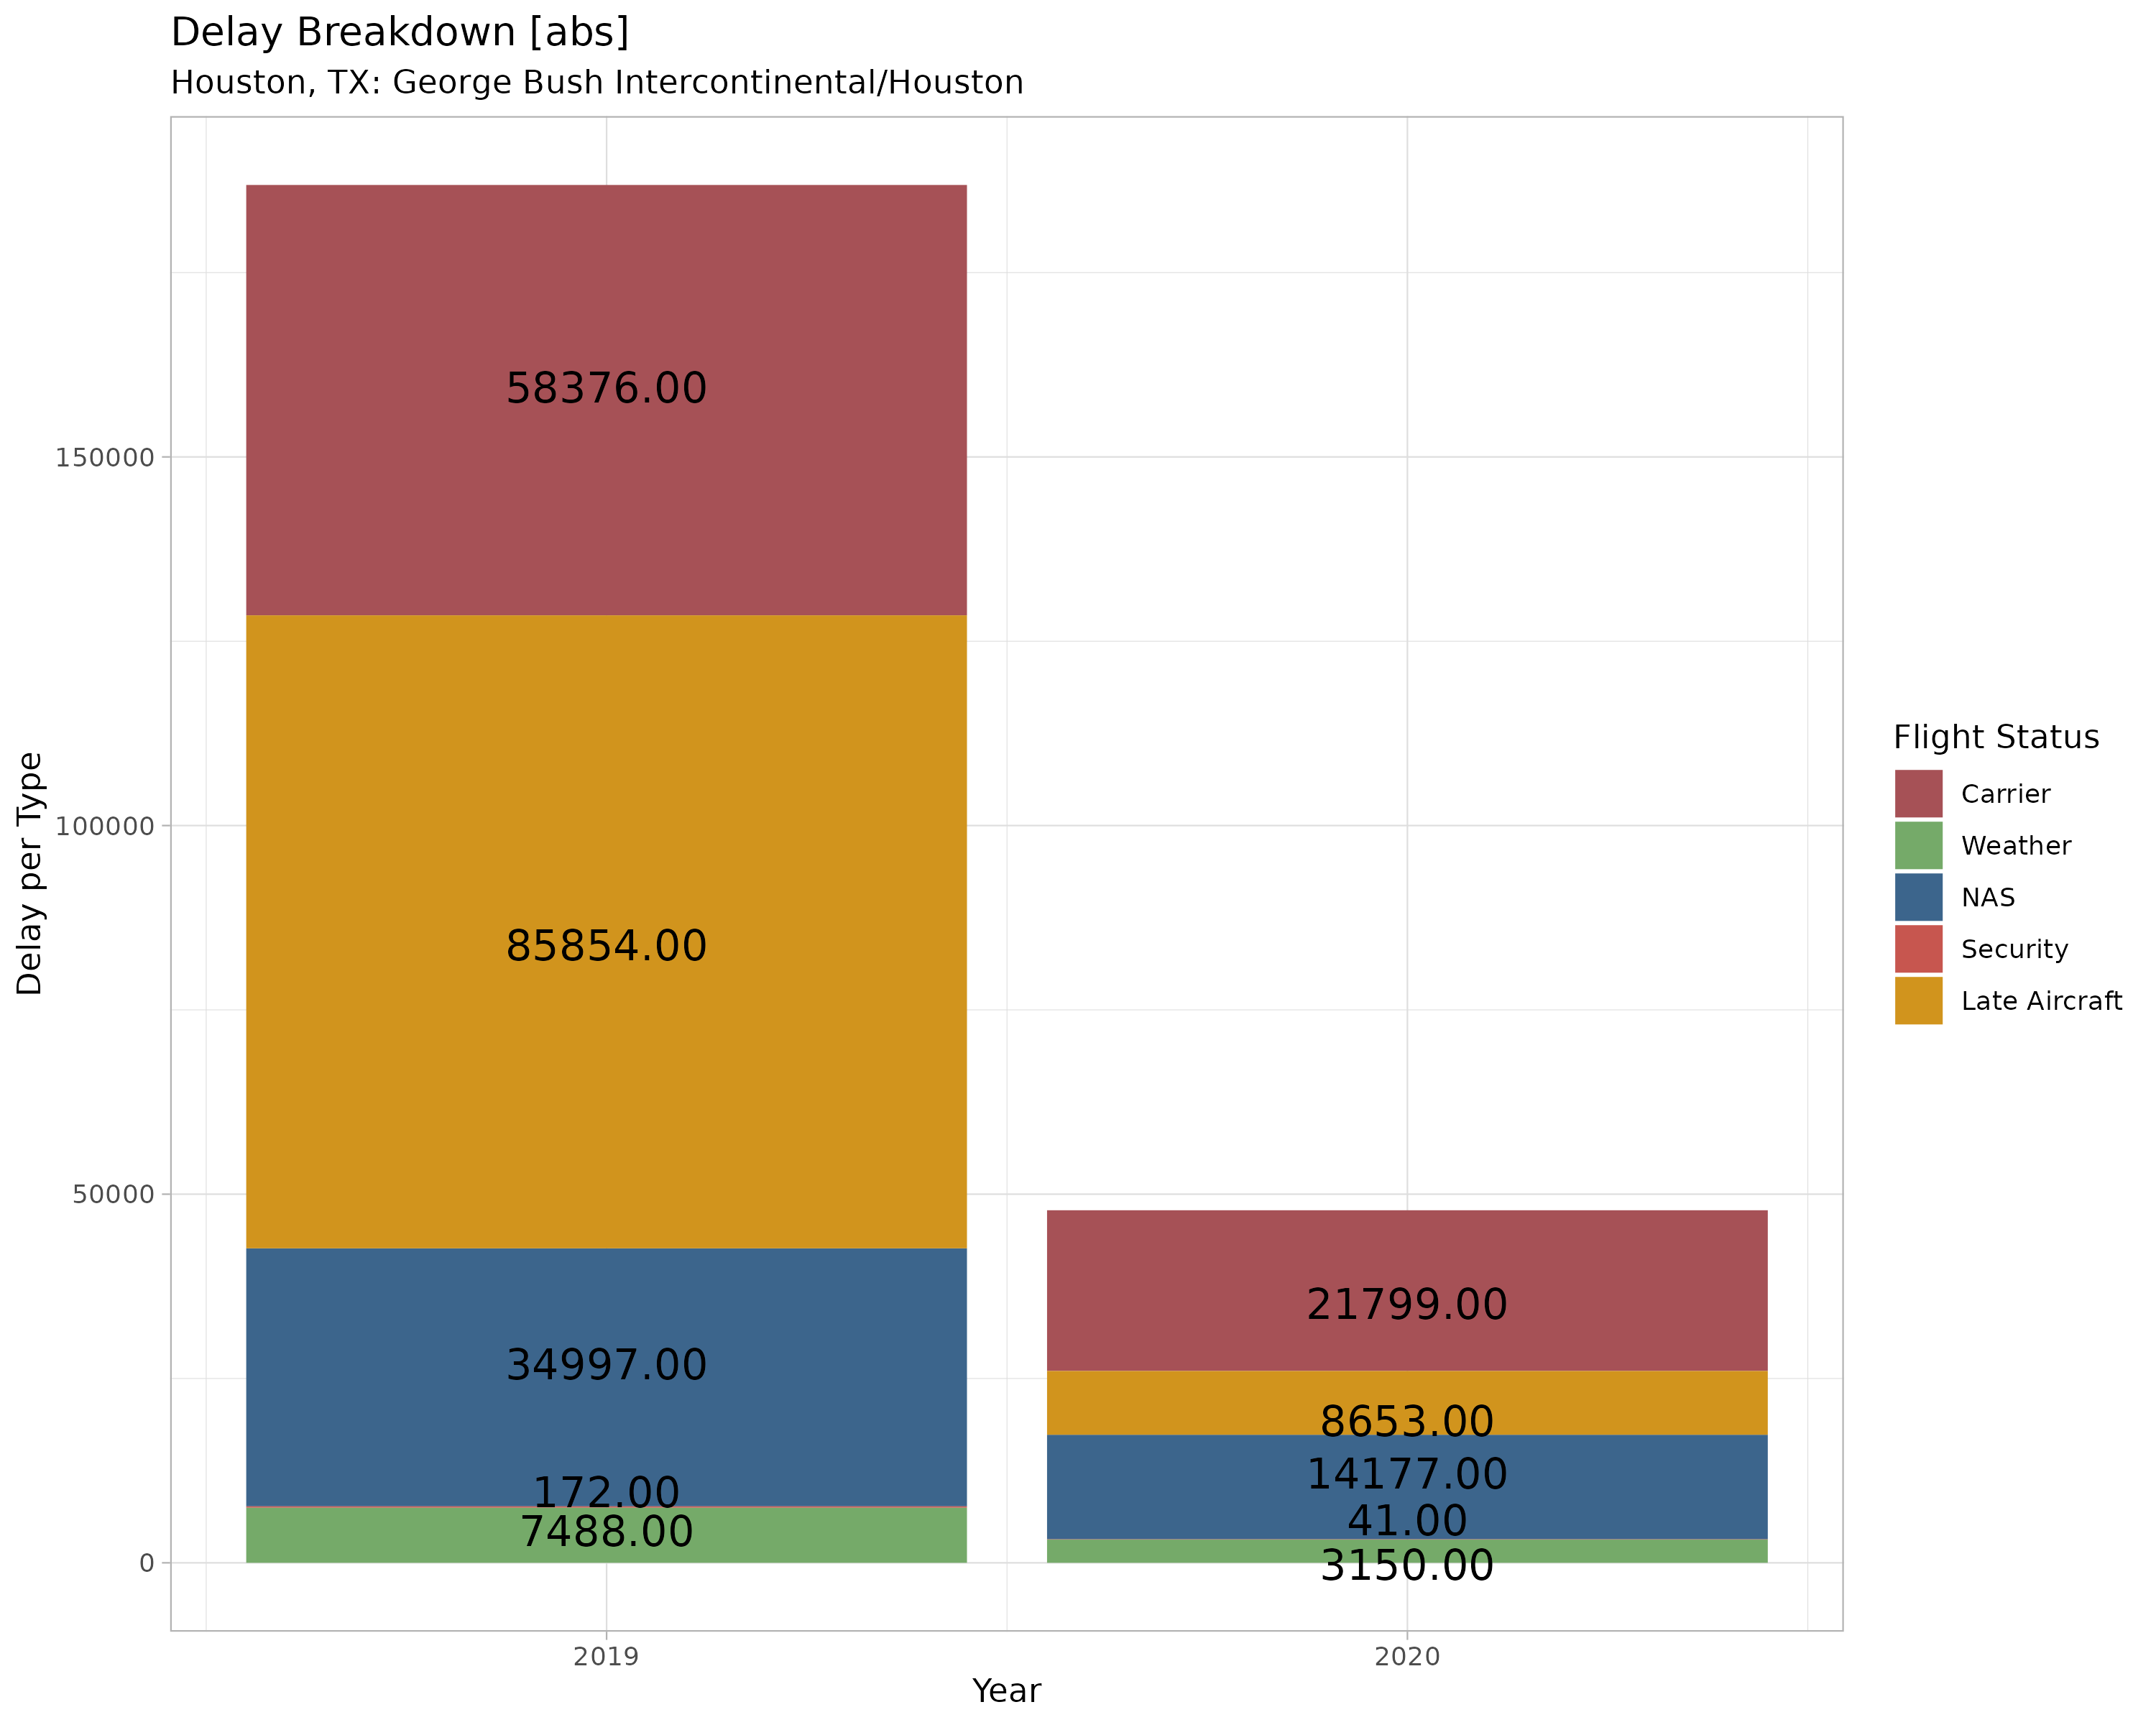 Delay Breakdown [abs]
Houston, TX: George Bush Intercontinental/Houston
Delay per Type
150000
100000
50000
0
58376.00
85854.00
34997.00
172.00
7488.00
21799.00
8653.00
14177.00
41.00
3150.00
2019
2020
Year
Flight Status
Carrier
Weather
NAS
Security
Late Aircraft